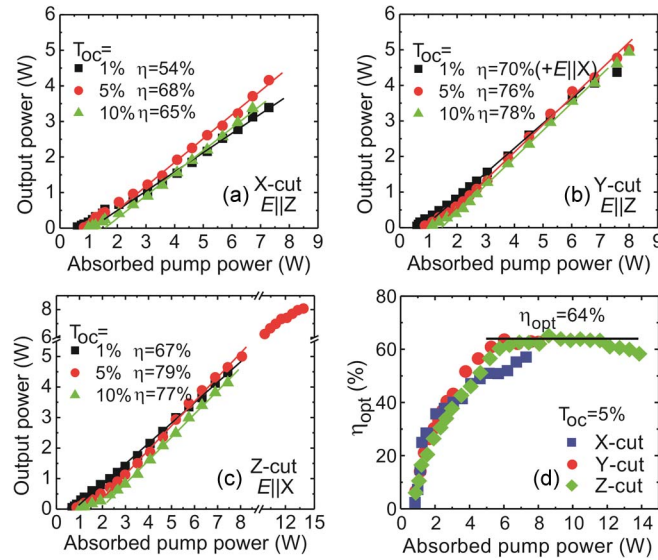 T_OC=
1% η=54%
5% η=68%
10% η=65%
(a) X-cut
E||Z
Output power (W)
0 1 2 3 4 5 6
0 1 2 3 4 5 6 7 8 9
Absorbed pump power (W)
T_OC=
1% η=70%(+E||X)
5% η=76%
10% η=78%
(b) Y-cut
E||Z
Output power (W)
0 1 2 3 4 5 6
0 1 2 3 4 5 6 7 8 9
Absorbed pump power (W)
T_OC=
1% η=67%
5% η=79%
10% η=77%
(c) Z-cut
E||X
Output power (W)
0 1 2 3 4 5 6 8
0 1 2 3 4 5 6 7 8 12 15
Absorbed pump power (W)
η_opt=64%
T_OC=5%
X-cut
Y-cut
Z-cut
(d)
η_opt (%)
0 20 40 60 80
0 2 4 6 8 10 12 14
Absorbed pump power (W)